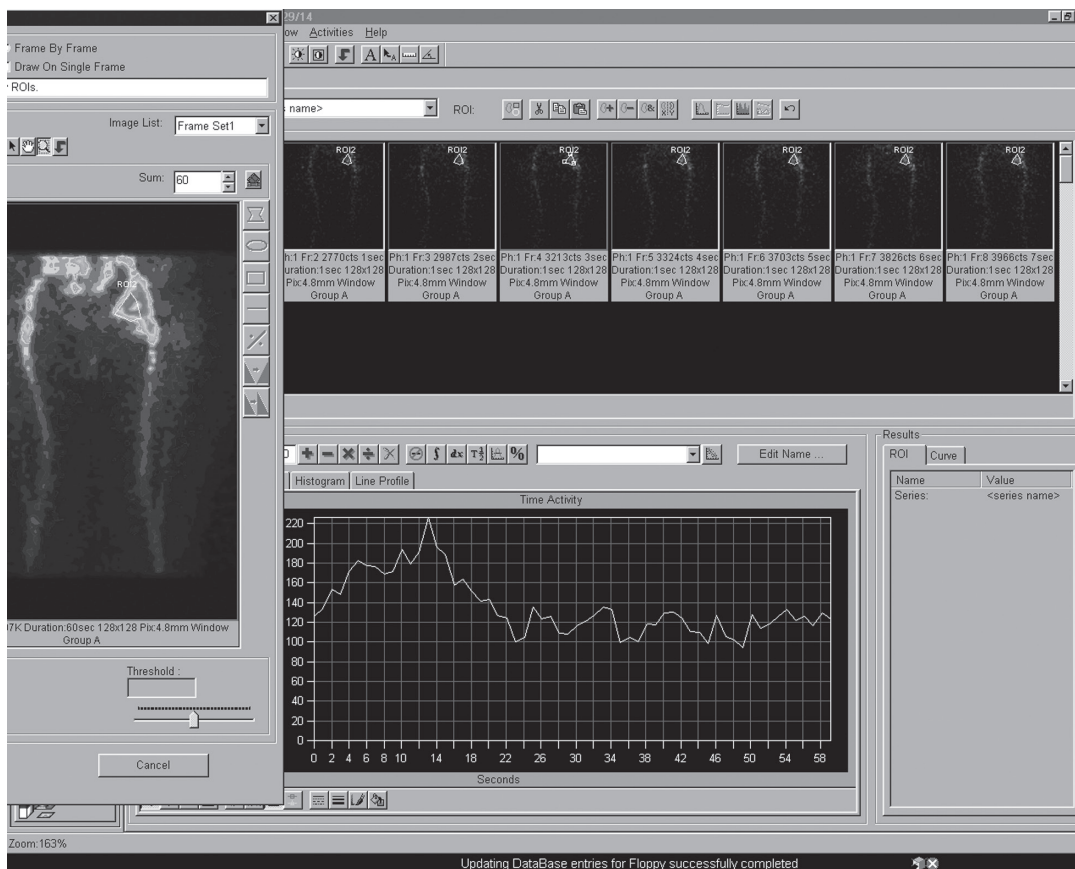 29/14
ow Activities Help
Frame By Frame
Draw On Single Frame
ROIs.
s name>
ROI:
Image List: Frame Set1
Sum: 60
ROI2 ROI2 ROI2 ROI2 ROI2 ROI2 ROI2
h:1 Fr:2 2770cts 1sec Ph:1 Fr:3 2987cts 2sec Ph:1 Fr:4 3213cts 3sec Ph:1 Fr:5 3324cts 4sec Ph:1 Fr:6 3703cts 5sec Ph:1 Fr:7 3826cts 6sec Ph:1 Fr:8 3966cts 7sec
uration:1sec 128x128 Duration:1sec 128x128 Duration:1sec 128x128 Duration:1sec 128x128 Duration:1sec 128x128 Duration:1sec 128x128 Duration:1sec 128x128
Pix:4.8mm Window Pix:4.8mm Window Pix:4.8mm Window Pix:4.8mm Window Pix:4.8mm Window Pix:4.8mm Window Pix:4.8mm Window
Group A Group A Group A Group A Group A Group A Group A
ROI2
07K Duration:60sec 128x128 Pix:4.8mm Window
Group A
Threshold :
Cancel
Edit Name ...
Histogram Line Profile
Time Activity
220
200
180
160
140
120
100
80
60
40
20
0
0 2 4 6 8 10 14 18 22 26 30 34 38 42 46 50 54 58
Seconds
Results
ROI Curve
Name Value
Series: <series name>
Zoom:163%
Updating DataBase entries for Floppy successfully completed